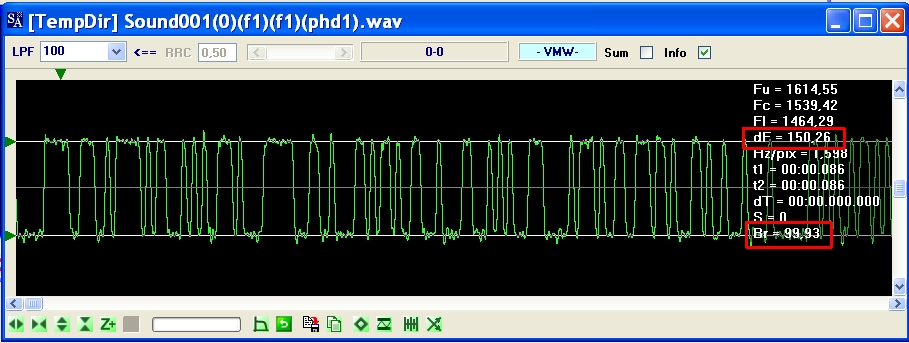 SA [TempDir] Sound001(0)(f1)(f1)(phd1).wav
LPF 100 <== RRC 0,50 0-0 - VMW- Sum Info
Fu = 1614,55
Fc = 1539,42
Fl = 1464,29
dF = 150,26
Hz/pix = 1,598
t1 = 00:00.086
t2 = 00:00.086
dT = 00:00.000.000
S = 0
Br = 99,93
Z+